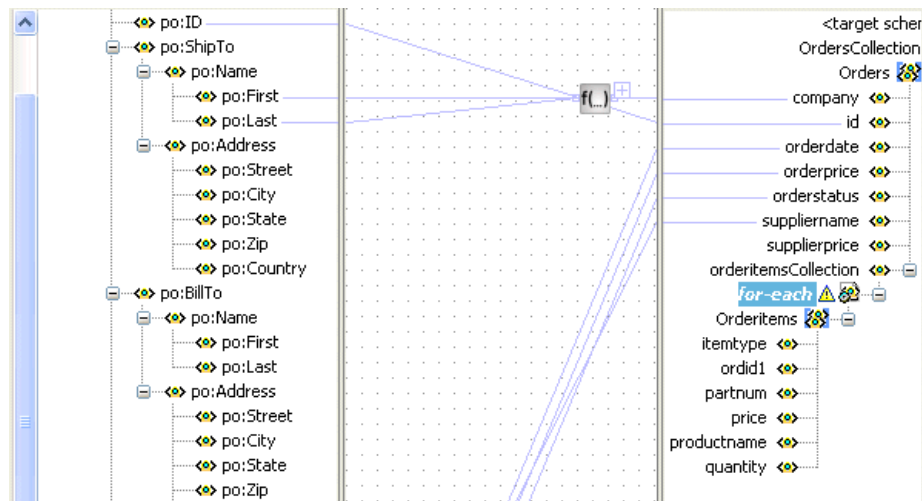 po:ID
po:ShipTo
po:Name
po:First
po:Last
po:Address
po:Street
po:City
po:State
po:Zip
po:Country
po:BillTo
po:Name
po:First
po:Last
po:Address
po:Street
po:City
po:State
po:Zip
f(...)
<target scher
OrdersCollection
Orders
company
id
orderdate
orderprice
orderstatus
suppliername
supplierprice
orderitemsCollection
for-each
Orderitems
itemtype
ordid1
partnum
price
productname
quantity